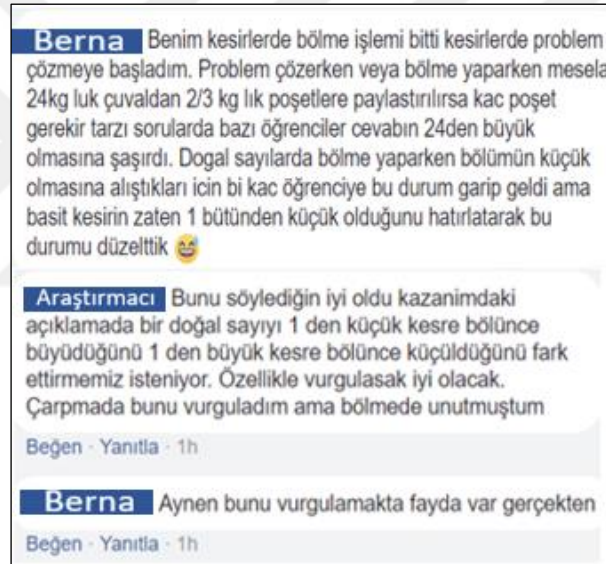 Berna Benim kesirlerde bölme işlemi bitti kesirlerde problem
çözmeye başladım. Problem çözerken veya bölme yaparken mesela
24kg luk çuvaldan 2/3 kg lık poşetlere paylastırılırsa kac poşet
gerekir tarzı sorularda bazı öğrenciler cevabın 24den büyük
olmasına şaşırdı. Dogal sayılarda bölme yaparken bölümün küçük
olmasına alıştıkları icin bi kac öğrenciye bu durum garip geldi ama
basit kesirin zaten 1 bütünden küçük olduğunu hatırlatarak bu
durumu düzelttik 😅
Araştırmacı Bunu söylediğin iyi oldu kazanimdaki
açıklamada bir doğal sayıyı 1 den küçük kesre bölünce
büyüdüğünü 1 den büyük kesre bölünce küçüldüğünü fark
ettirmemiz isteniyor. Özellikle vurgulasak iyi olacak.
Çarpmada bunu vurguladım ama bölmede unutmuştum
Beğen · Yanıtla · 1h
Berna Aynen bunu vurgulamakta fayda var gerçekten
Beğen · Yanıtla · 1h